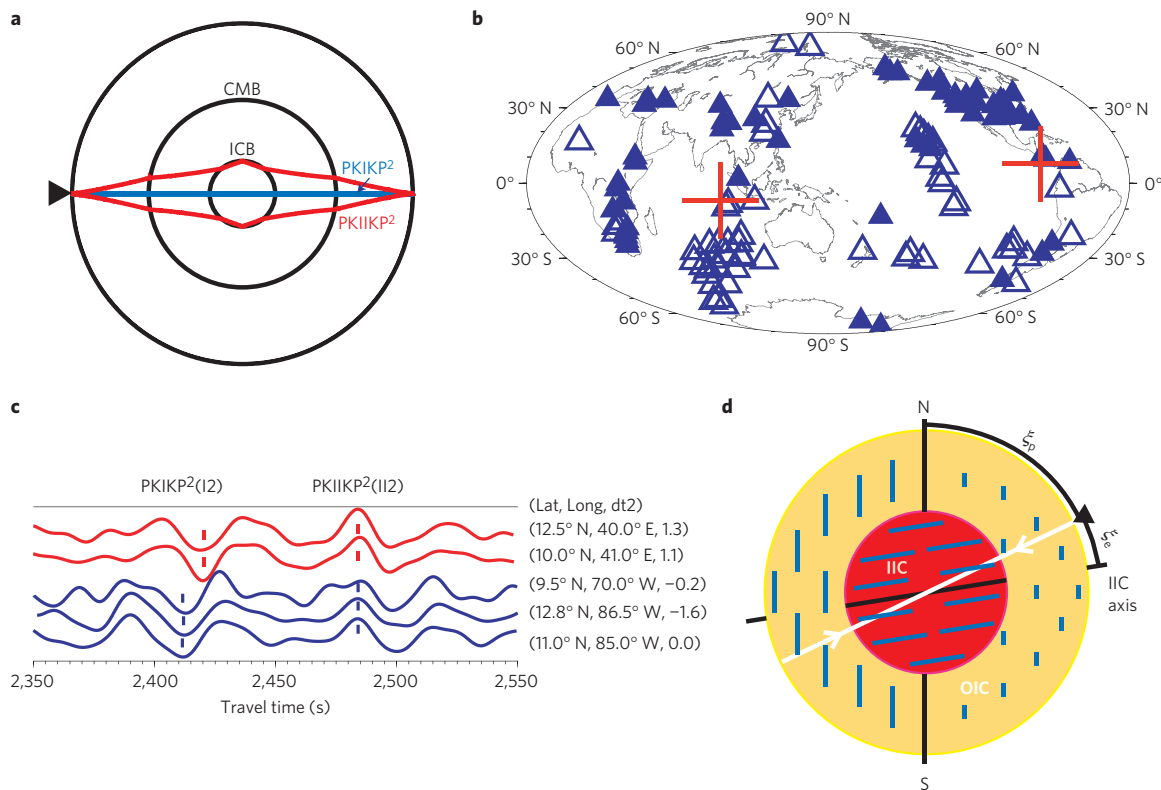 a
CMB
ICB
PKIKP²
PKIIKP²
b
90° N
60° N
60° N
30° N
30° N
0°
0°
30° S
30° S
60° S
60° S
90° S
c
PKIKP²(I2)
PKIIKP²(II2)
(Lat, Long, dt2)
(12.5° N, 40.0° E, 1.3)
(10.0° N, 41.0° E, 1.1)
(9.5° N, 70.0° W, −0.2)
(12.8° N, 86.5° W, −1.6)
(11.0° N, 85.0° W, 0.0)
2,350
2,400
2,450
2,500
2,550
Travel time (s)
d
N
ξp
ξe
IIC
IIC
axis
OIC
S